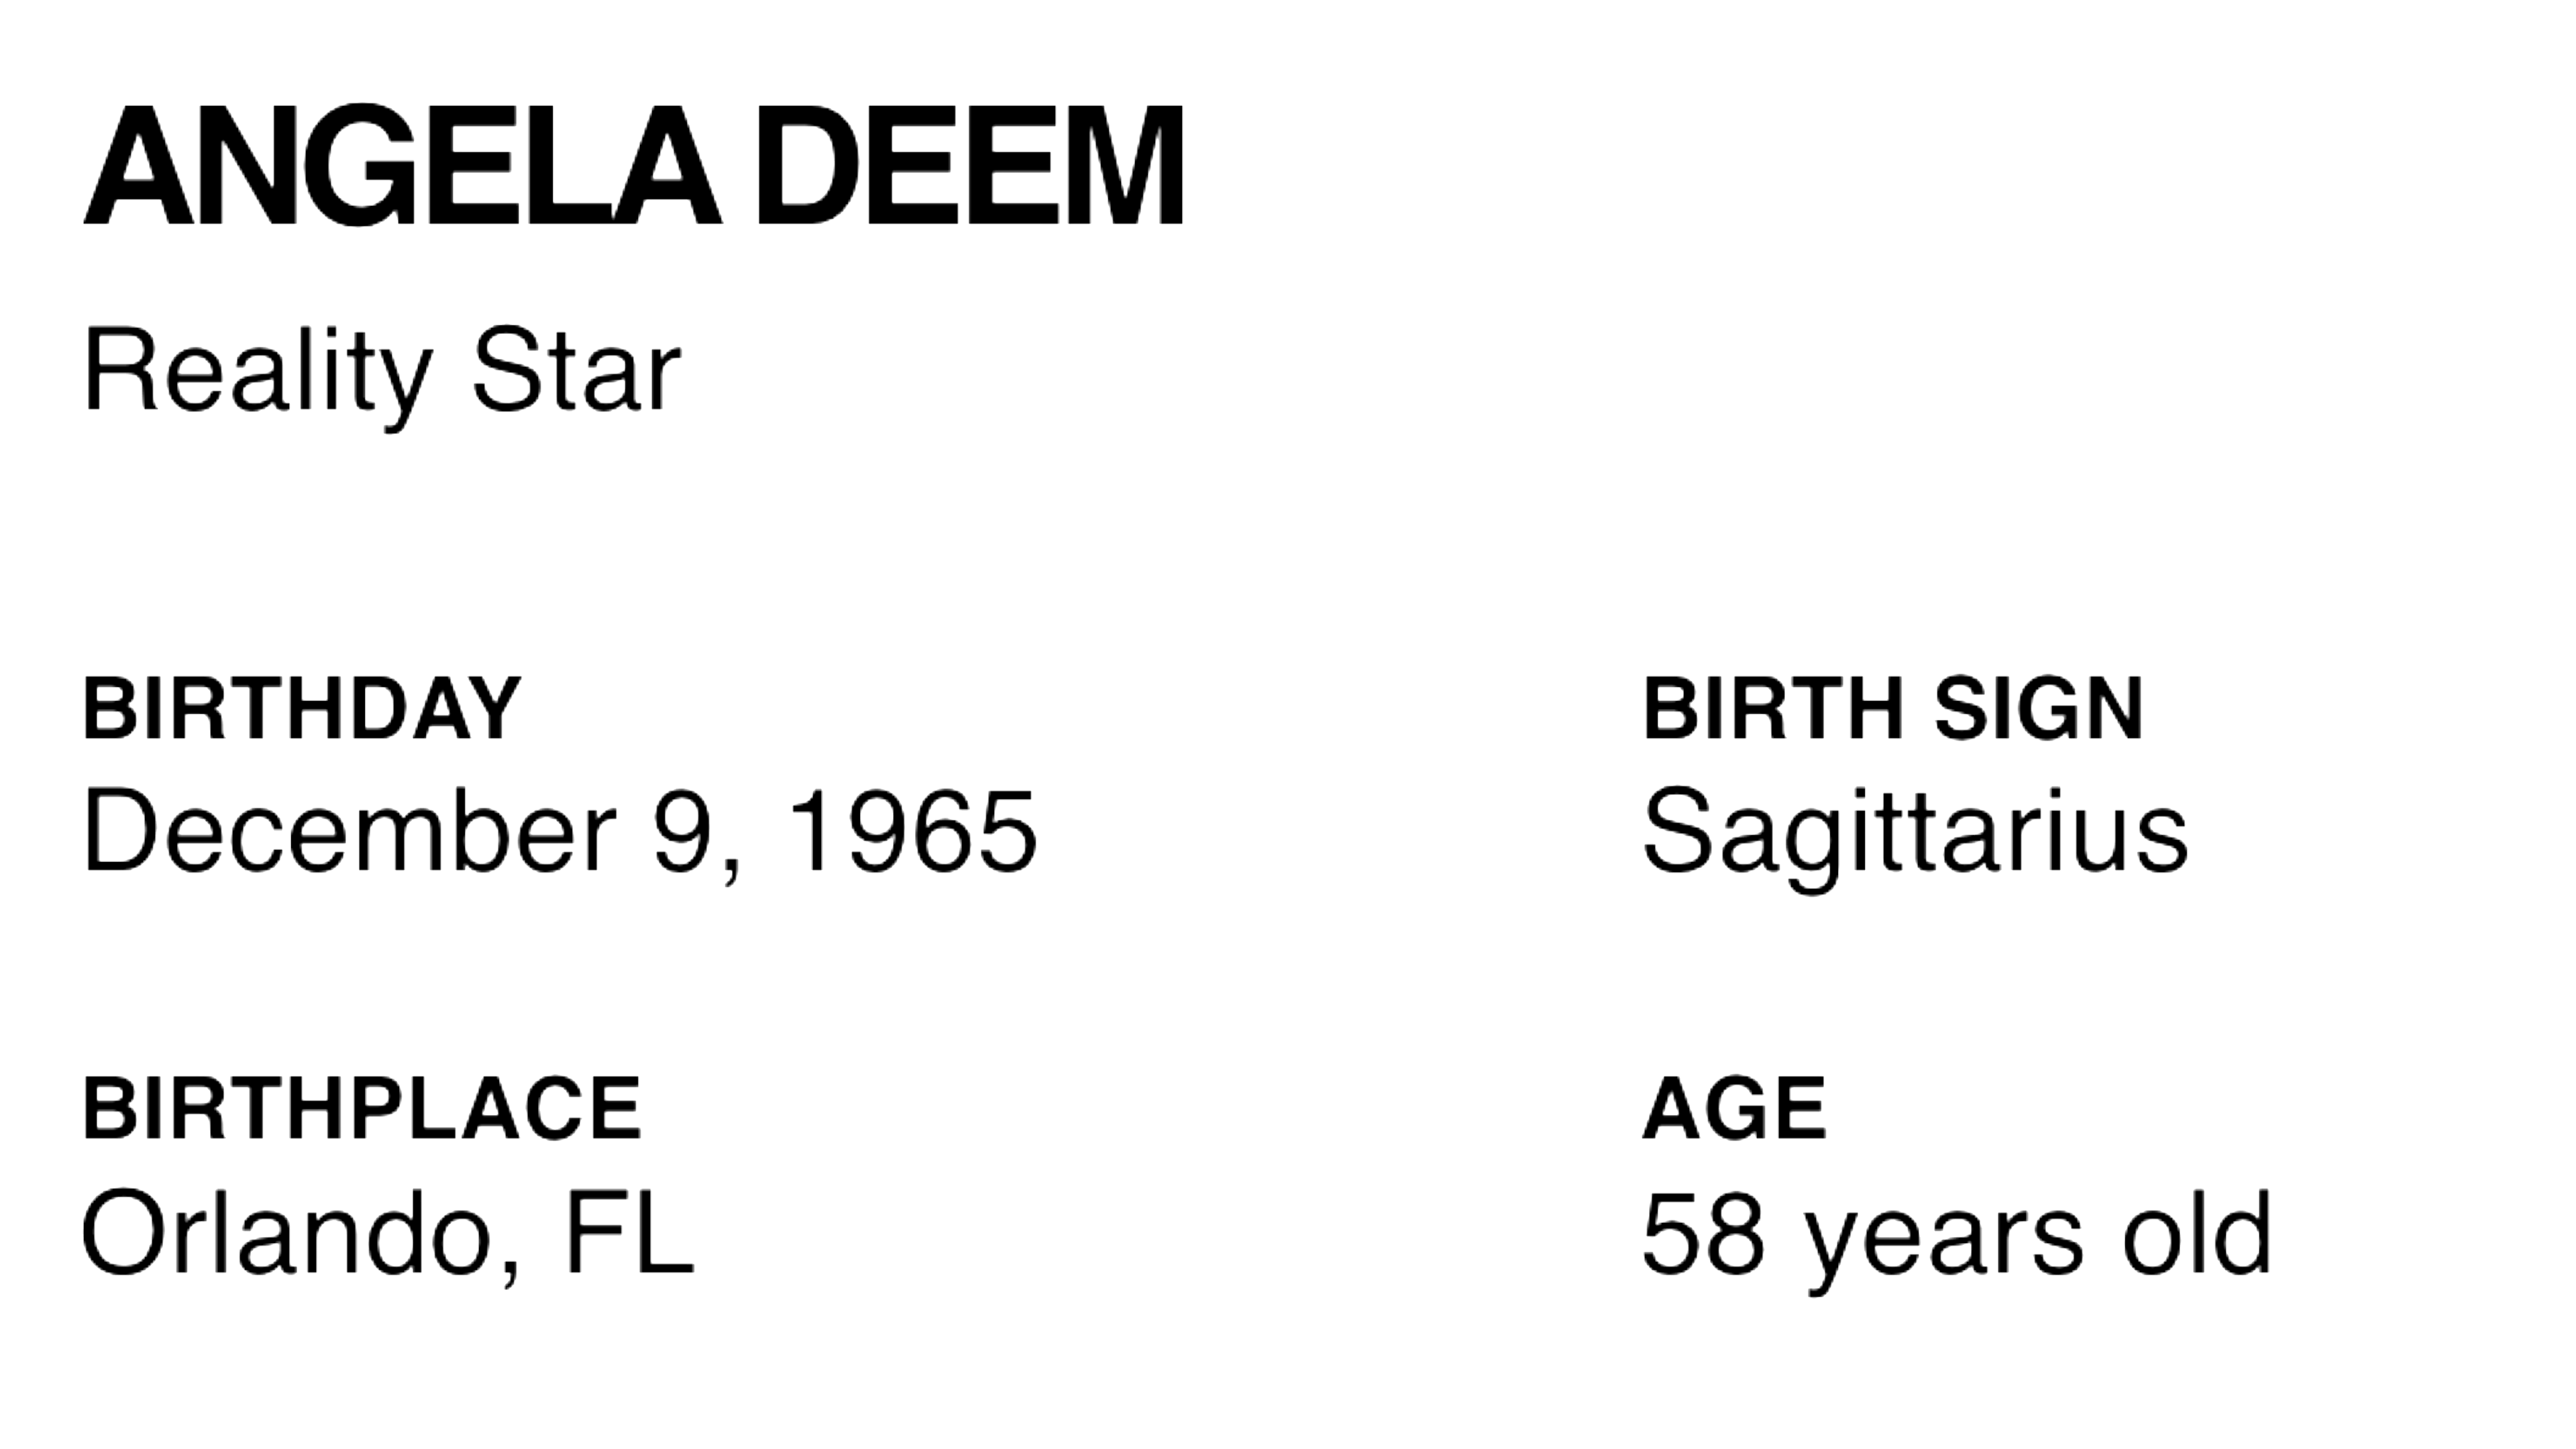 ANGELA DEEM
Reality Star
BIRTHDAY
December 9, 1965
BIRTH SIGN
Sagittarius
BIRTHPLACE
Orlando, FL
AGE
58 years old